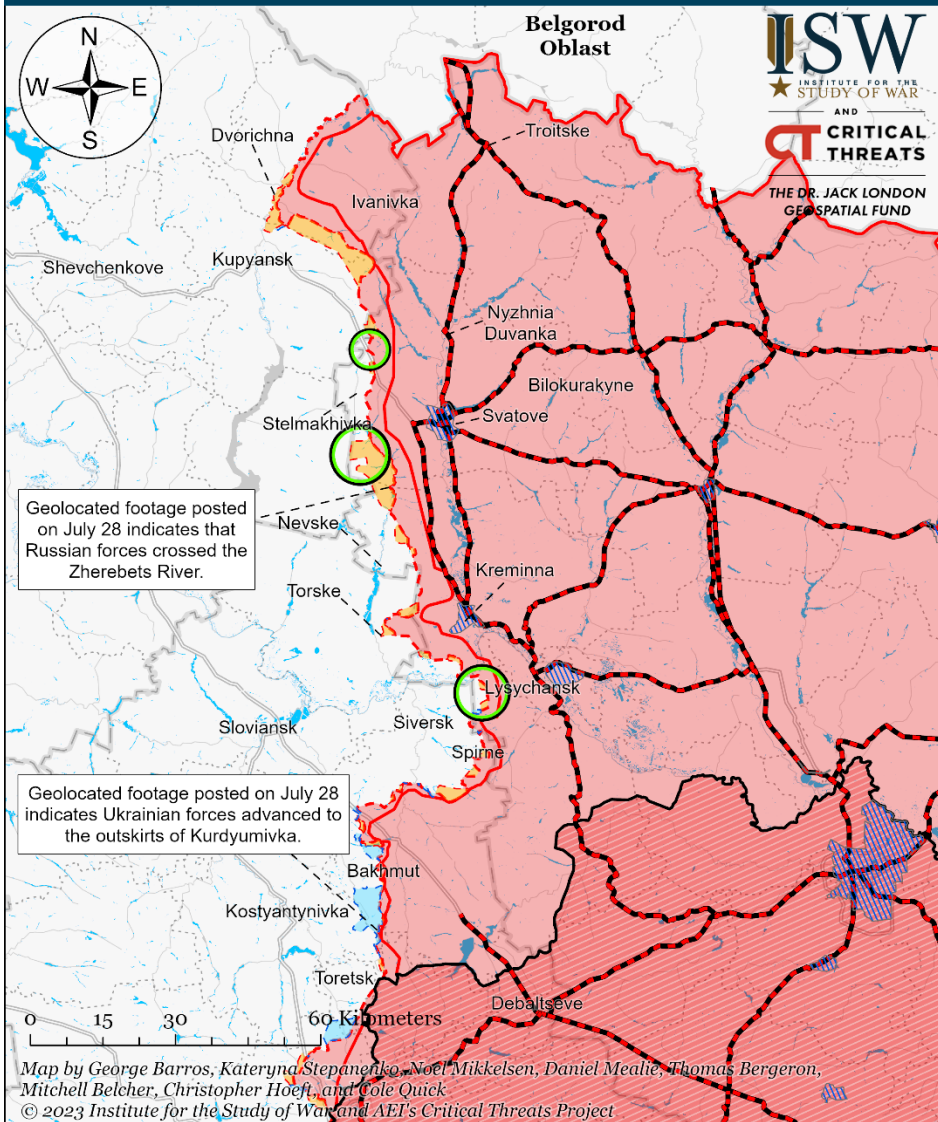 Belgorod
Oblast
N
W
E
S
ISW
INSTITUTE FOR THE
STUDY OF WAR
AND
CT CRITICAL
THREATS
THE DR. JACK LONDON
GEOSPATIAL FUND
Dvorichna
Troitske
Ivanivka
Kupyansk
Shevchenkove
Nyzhnia
Duvanka
Bilokurakyne
Stelmakhivka
Svatove
Geolocated footage posted
on July 28 indicates that
Russian forces crossed the
Zherebets River.
Nevske
Kreminna
Torske
Lysychansk
Sloviansk
Siversk
Spirne
Geolocated footage posted on July 28
indicates Ukrainian forces advanced to
the outskirts of Kurdyumivka.
Bakhmut
Kostyantynivka
Toretsk
Debaltseve
0 15 30 60 Kilometers
Map by George Barros, Kateryna Stepanenko, Noel Mikkelsen, Daniel Mealie, Thomas Bergeron,
Mitchell Belcher, Christopher Hoeft, and Cole Quick
© 2023 Institute for the Study of War and AEI's Critical Threats Project